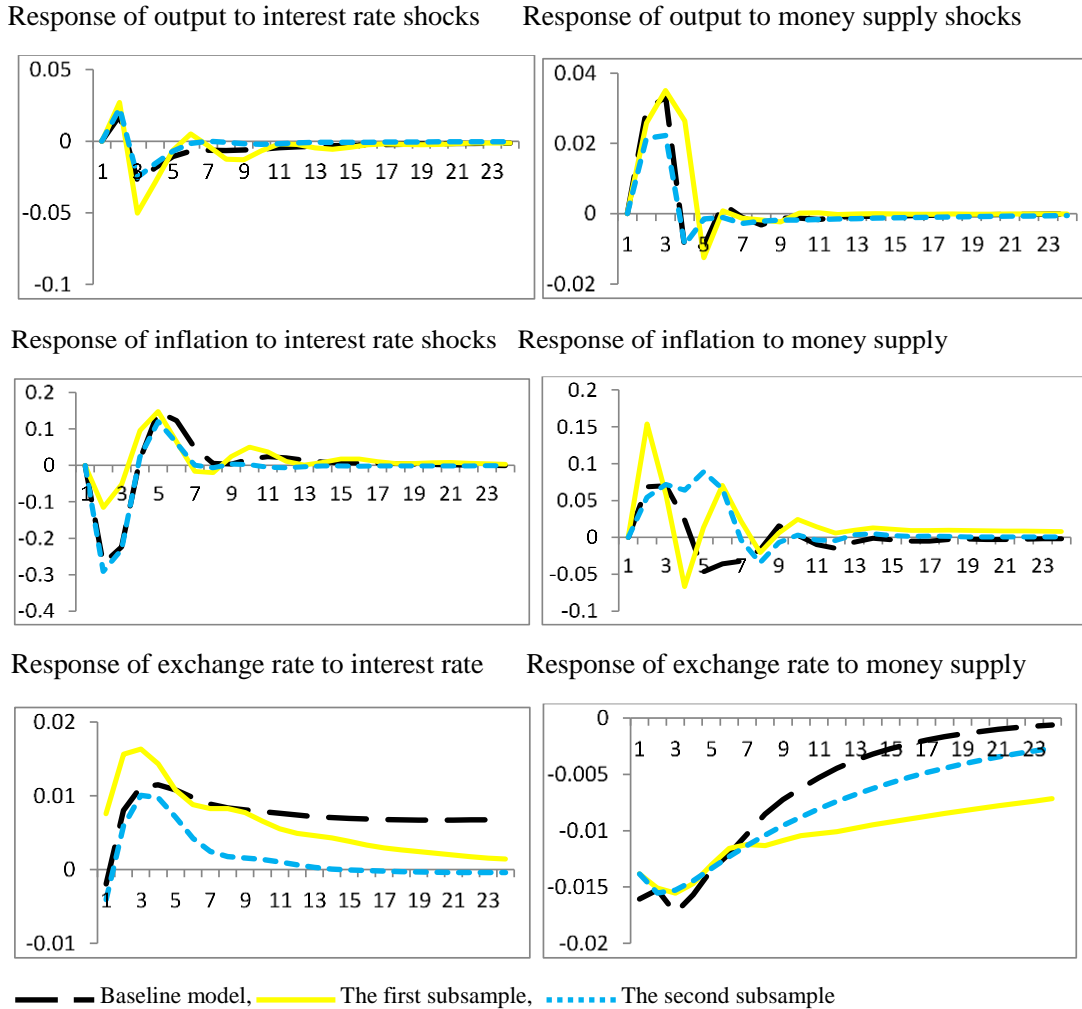 Response of output to interest rate shocks
Response of output to money supply shocks
0.05
0
-0.05
-0.1
1 3 5 7 9 11 13 15 17 19 21 23
0.04
0.02
0
-0.02
1 3 5 7 9 11 13 15 17 19 21 23
Response of inflation to interest rate shocks
Response of inflation to money supply
0.2
0.1
0
-0.1
-0.2
-0.3
-0.4
1 3 5 7 9 11 13 15 17 19 21 23
0.2
0.15
0.1
0.05
0
-0.05
-0.1
1 3 5 7 9 11 13 15 17 19 21 23
Response of exchange rate to interest rate
Response of exchange rate to money supply
0.02
0.01
0
-0.01
1 3 5 7 9 11 13 15 17 19 21 23
0
-0.005
-0.01
-0.015
-0.02
1 3 5 7 9 11 13 15 17 19 21 23
Baseline model, The first subsample, The second subsample